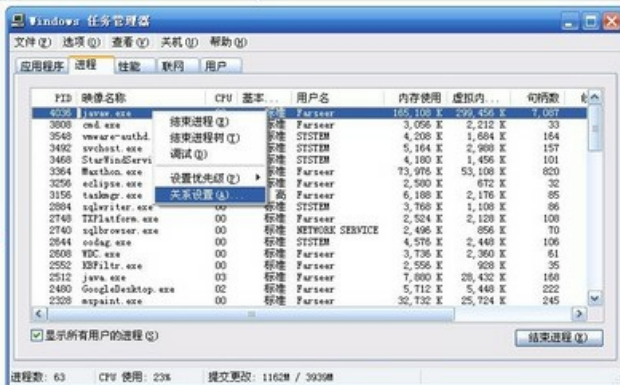 Windows 任务管理器
文件(F) 选项(O) 查看(V) 关机(U) 帮助(H)
应用程序 进程 性能 联网 用户
PID 映像名称 CPU 基本... 用户名 内存使用 虚拟内... 句柄数
4036 javaw.exe 标准 Farseer 165,108 K 299,456 K 7,087
3808 cmd.exe 标准 Farseer 3,056 K 2,212 K 33
3548 vmware-authd. 标准 SYSTEM 4,208 K 1,684 K 164
3492 svchost.exe 标准 SYSTEM 5,164 K 2,988 K 157
3468 StarWindServi 标准 SYSTEM 4,180 K 1,456 K 101
3364 Maxthon.exe 标准 Farseer 73,976 K 53,108 K 820
3256 eclipse.exe 标准 Farseer 2,580 K 672 K 32
3156 taskmgr.exe 高 Farseer 6,188 K 2,176 K 85
2884 sqlwriter.exe 标准 SYSTEM 3,768 K 1,108 K 86
2748 TXPlatform.exe 00 标准 Farseer 2,524 K 2,128 K 108
2740 sqlbrowser.exe 00 标准 NETWORK SERVICE 2,496 K 856 K 70
2644 oodag.exe 00 标准 SYSTEM 4,576 K 2,448 K 106
2608 WDC.exe 00 标准 Farseer 3,736 K 2,360 K 61
2552 KBFiltr.exe 00 标准 Farseer 2,556 K 928 K 35
2512 java.exe 03 标准 Farseer 7,880 K 28,432 K 168
2480 GoogleDesktop.exe 02 标准 Farseer 5,712 K 5,448 K 222
2328 mspaint.exe 00 标准 Farseer 32,732 K 25,724 K 245
结束进程(E)
结束进程树(T)
调试(D)
设置优先级(P)
关系设置(A)...
显示所有用户的进程(S)
结束进程(E)
进程数: 63 CPU 使用: 23% 提交更改: 1162M / 3939M